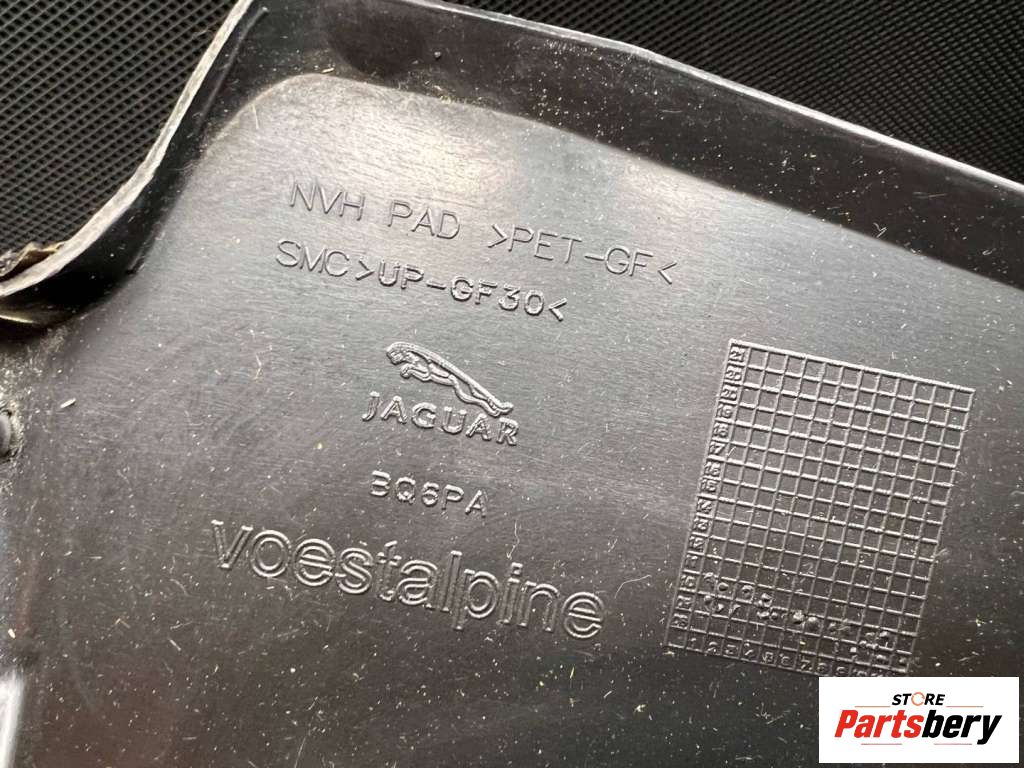 NVH PAD >PET-GF<
SMC >UP-GF30<
JAGUAR
BQ6PA
voestalpine
STORE
Partsbery